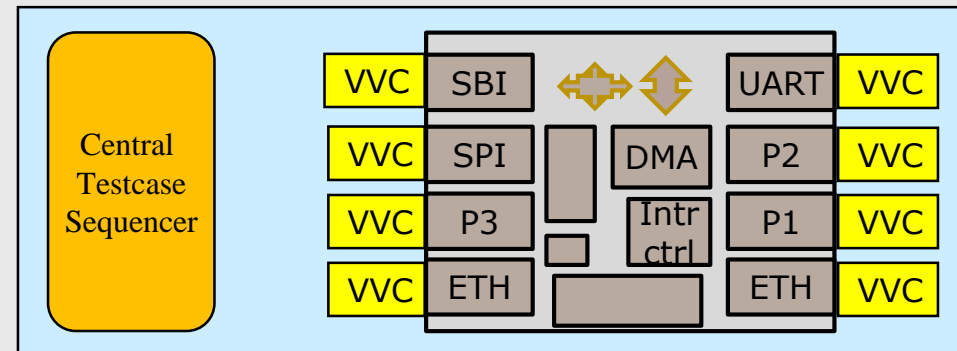 Central
Testcase
Sequencer
VVC SBI UART VVC
VVC SPI DMA P2 VVC
VVC P3 Intr P1 VVC
ctrl
VVC ETH ETH VVC